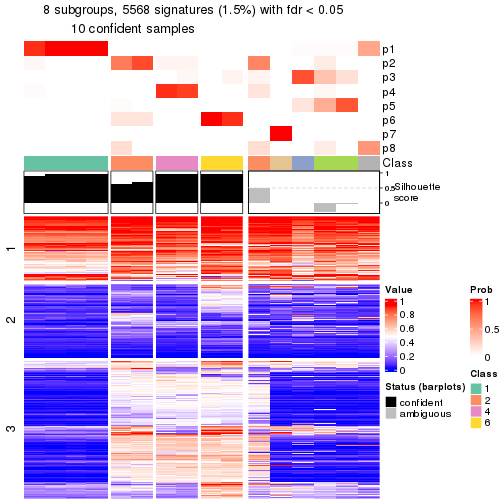 8 subgroups, 5568 signatures (1.5%) with fdr < 0.05
10 confident samples
p1
p2
p3
p4
p5
p6
p7
p8
Class
1
0.5
0
Silhouette
score
1
2
3
Value
1
0.8
0.6
0.4
0.2
0
Status (barplots)
confident
ambiguous
Prob
1
0.5
0
Class
1
2
4
6